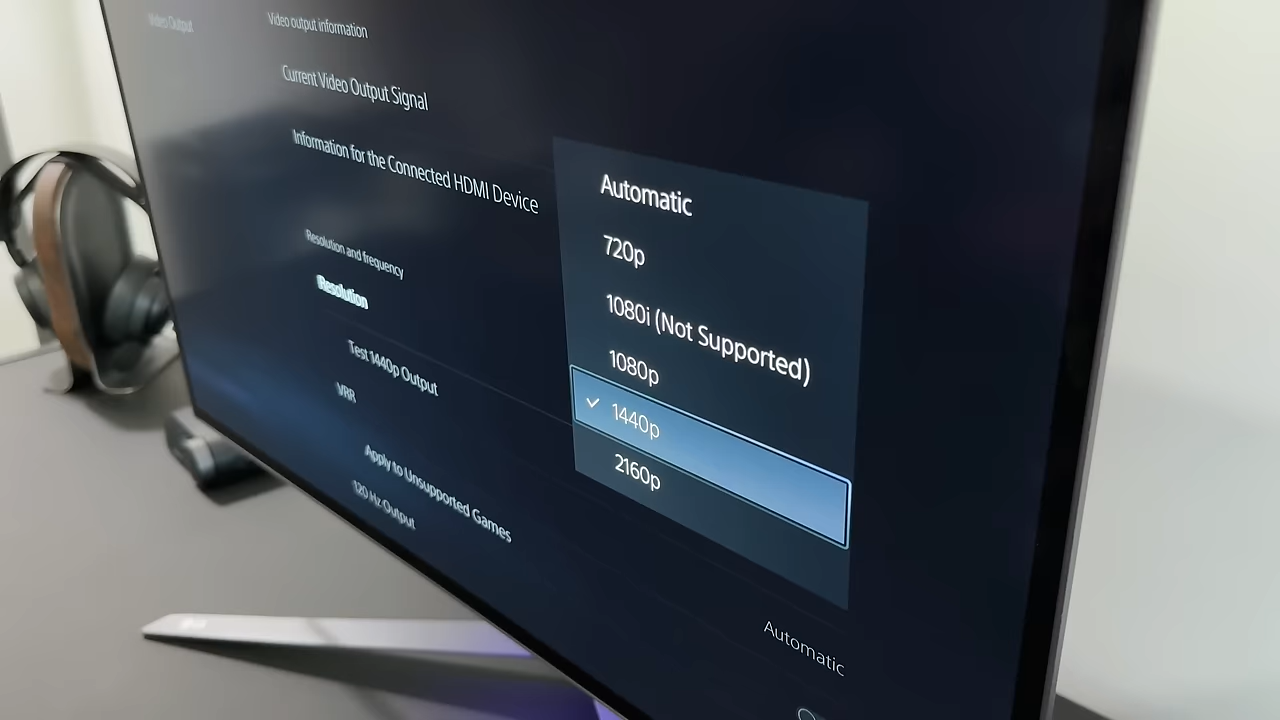 Video Output
Video output information
Current Video Output Signal
Information for the Connected HDMI Device
Resolution and frequency
Resolution
Test 1440p Output
VRR
Apply to Unsupported Games
120 Hz Output
Automatic
720p
1080i (Not Supported)
1080p
1440p
2160p
Automatic